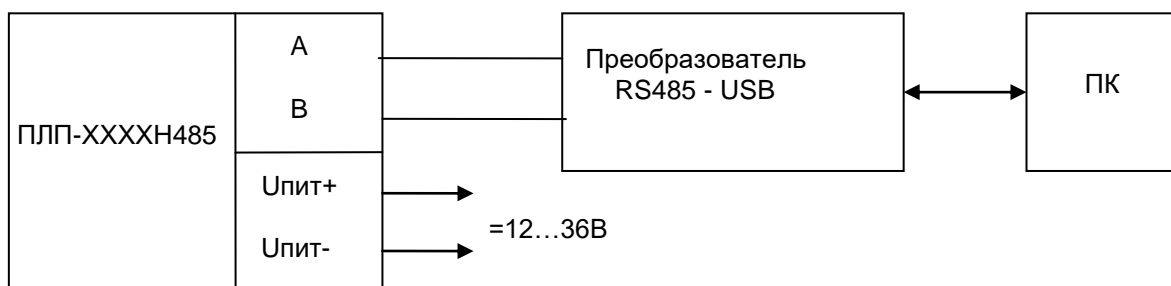 ПЛП-ХХХХН485
A
B
Uпит+
Uпит-
=12…36В
Преобразователь
RS485 - USB
ПК